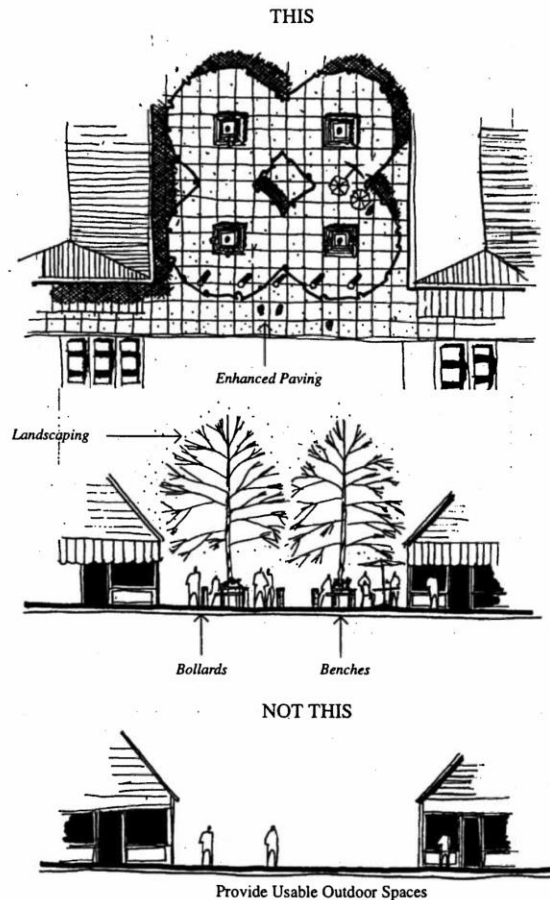 THIS
Enhanced Paving
Landscaping
Bollards
Benches
NOT THIS
Provide Usable Outdoor Spaces